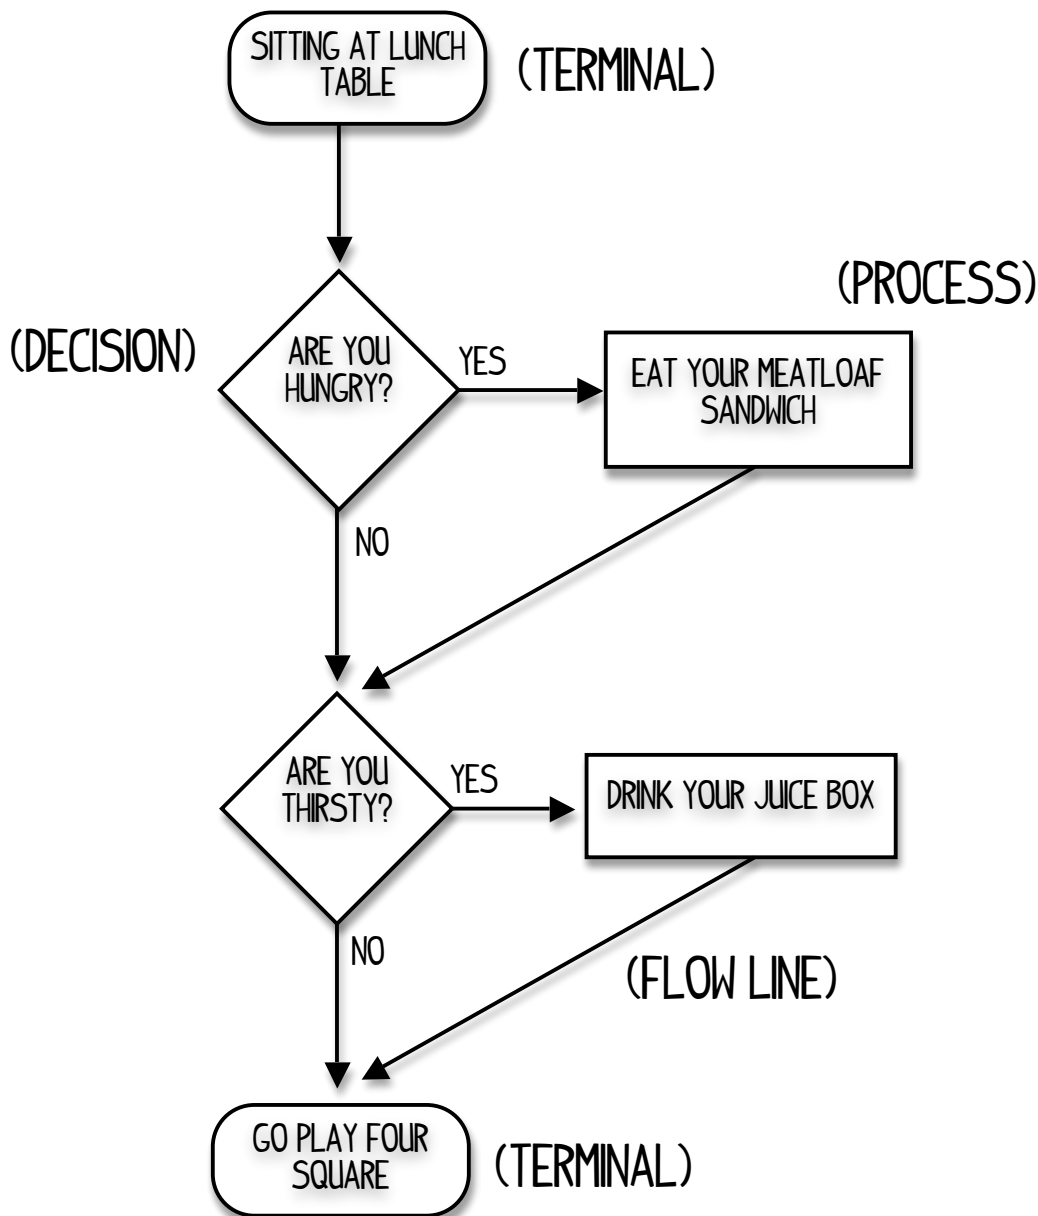 SITTING AT LUNCH
TABLE
(TERMINAL)
(PROCESS)
(DECISION)
ARE YOU
HUNGRY?
YES
EAT YOUR MEATLOAF
SANDWICH
NO
ARE YOU
THIRSTY?
YES
DRINK YOUR JUICE BOX
NO
(FLOW LINE)
GO PLAY FOUR
SQUARE
(TERMINAL)